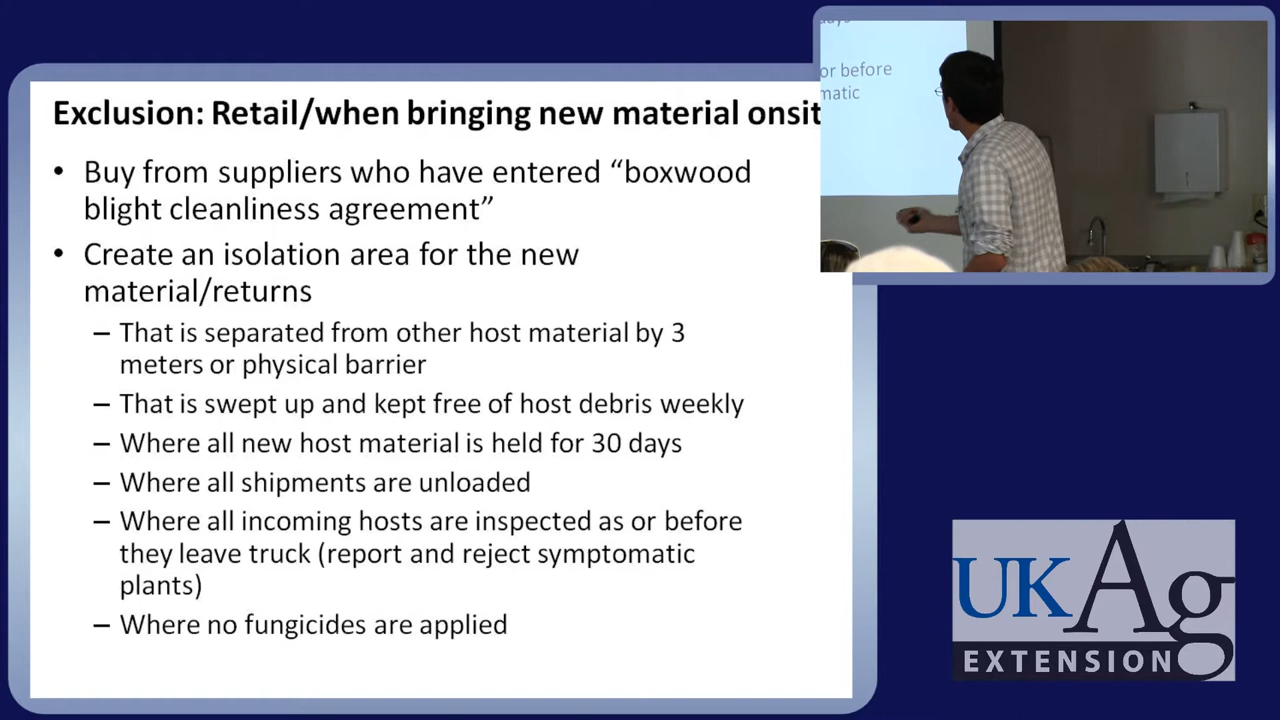 Exclusion: Retail/when bringing new material onsit
• Buy from suppliers who have entered “boxwood
blight cleanliness agreement”
• Create an isolation area for the new
material/returns
– That is separated from other host material by 3
meters or physical barrier
– That is swept up and kept free of host debris weekly
– Where all new host material is held for 30 days
– Where all shipments are unloaded
– Where all incoming hosts are inspected as or before
they leave truck (report and reject symptomatic
plants)
– Where no fungicides are applied
days
or before
matic
UKAg
EXTENSION